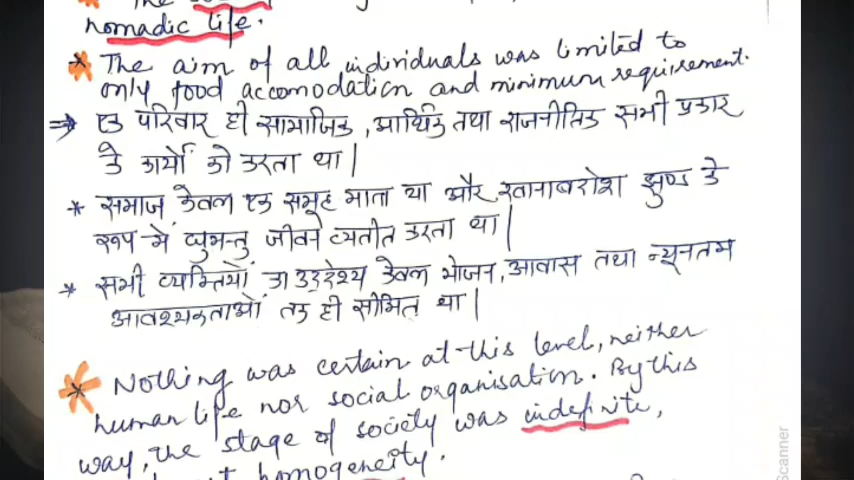 The
nomadic life.
The aim of all individuals was limited to
only food accomodation and minimum requirement.
⇒ एक परिवार ही सामाजिक, आर्थिक तथा राजनीतिक सभी प्रकार
के कार्यों को करता था|
* समाज केवल एक समूह माता था और खानाबदोश झुण्ड के
रूप में घुमन्तु जीवन व्यतीत करता था|
* सभी व्यक्तियों का उद्देश्य केवल भोजन, आवास तथा न्यूनतम
आवश्यकताओं तक ही सीमित था|
Nothing was certain at this level, neither
human life nor social organisation. By this
way, the stage of society was indefinite,
homogeneity.
Scanner